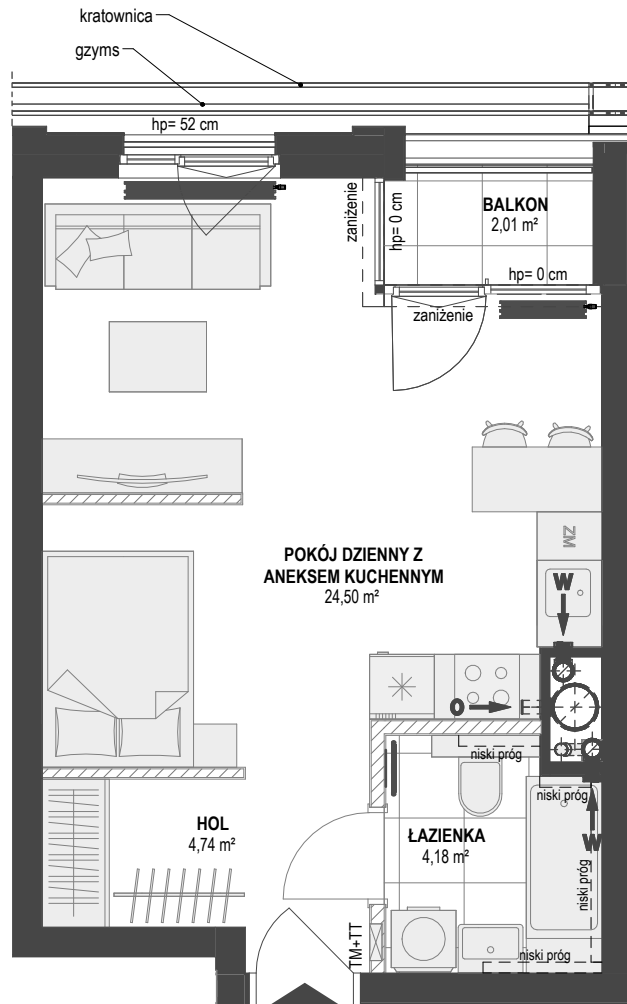 kratownica
gzyms
hp= 52 cm
zaniżenie
hp= 0 cm
BALKON
2,01 m²
hp= 0 cm
zaniżenie
ZM
POKÓJ DZIENNY Z
ANEKSEM KUCHENNYM
24,50 m²
W
O
niski próg
niski próg
HOL
4,74 m²
ŁAZIENKA
4,18 m²
W
niski próg
TM+TT
niski próg